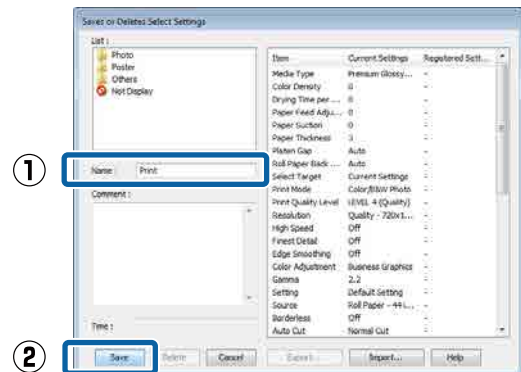 Saves or Deletes Select Settings
List :
Photo
Poster
Others
Not Display
① Name : Print
Comment :
Time :
② Save Delete Cancel Export... Import... Help
Item Current Settings Registered Sett...
Media Type Premium Glossy... -
Color Density 0 -
Drying Time per ... 0 -
Paper Feed Adju... 0 -
Paper Suction 0 -
Paper Thickness 3 -
Platen Gap Auto -
Roll Paper Back ... Auto -
Select Target Current Settings -
Print Mode Color/B&W Photo -
Print Quality Level LEVEL 4 (Quality) -
Resolution Quality - 720x1... -
High Speed Off -
Finest Detail Off -
Edge Smoothing Off -
Color Adjustment Business Graphics -
Gamma 2.2 -
Setting Default Setting -
Source Roll Paper - 44 i... -
Borderless Off -
Auto Cut Normal Cut -